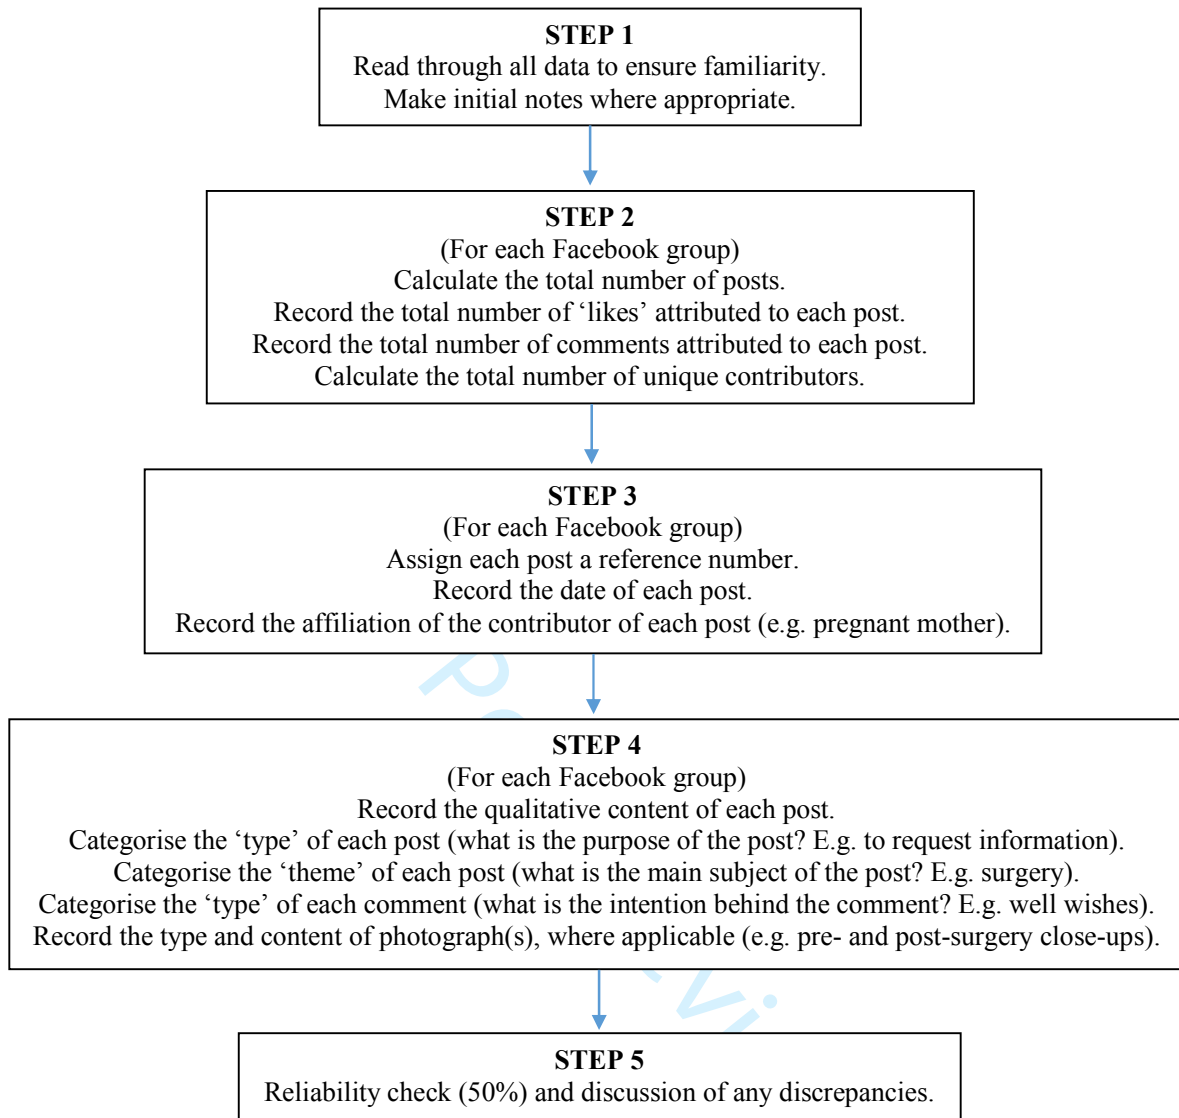 STEP 1
Read through all data to ensure familiarity.
Make initial notes where appropriate.
STEP 2
(For each Facebook group)
Calculate the total number of posts.
Record the total number of ‘likes’ attributed to each post.
Record the total number of comments attributed to each post.
Calculate the total number of unique contributors.
STEP 3
(For each Facebook group)
Assign each post a reference number.
Record the date of each post.
Record the affiliation of the contributor of each post (e.g. pregnant mother).
STEP 4
(For each Facebook group)
Record the qualitative content of each post.
Categorise the ‘type’ of each post (what is the purpose of the post? E.g. to request information).
Categorise the ‘theme’ of each post (what is the main subject of the post? E.g. surgery).
Categorise the ‘type’ of each comment (what is the intention behind the comment? E.g. well wishes).
Record the type and content of photograph(s), where applicable (e.g. pre- and post-surgery close-ups).
STEP 5
Reliability check (50%) and discussion of any discrepancies.